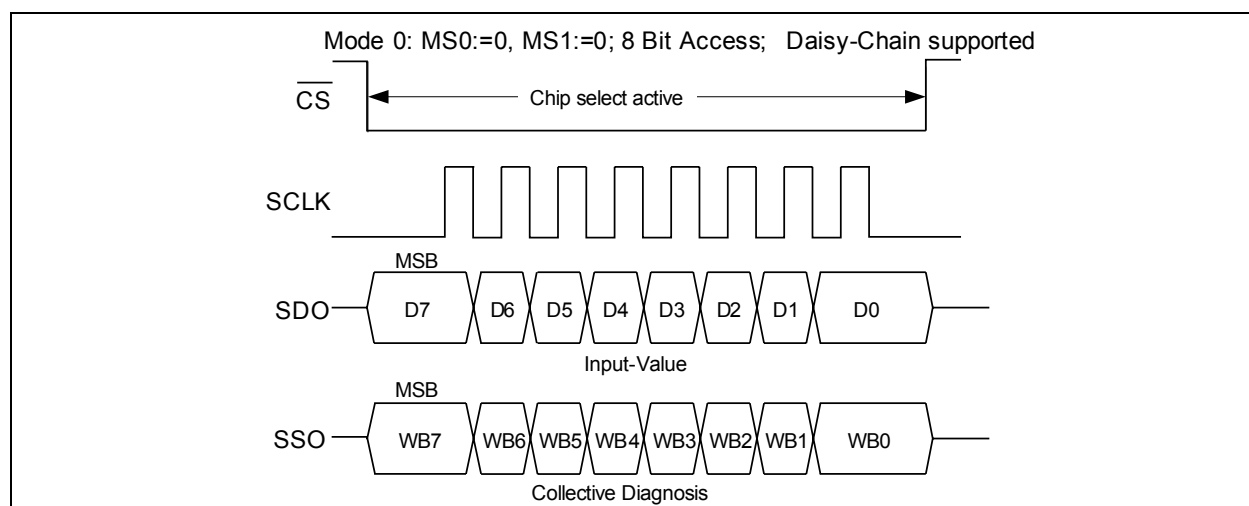 Mode 0: MS0:=0, MS1:=0; 8 Bit Access; Daisy-Chain supported
CS
Chip select active
SCLK
MSB
SDO D7 D6 D5 D4 D3 D2 D1 D0
Input-Value
MSB
SSO WB7 WB6 WB5 WB4 WB3 WB2 WB1 WB0
Collective Diagnosis